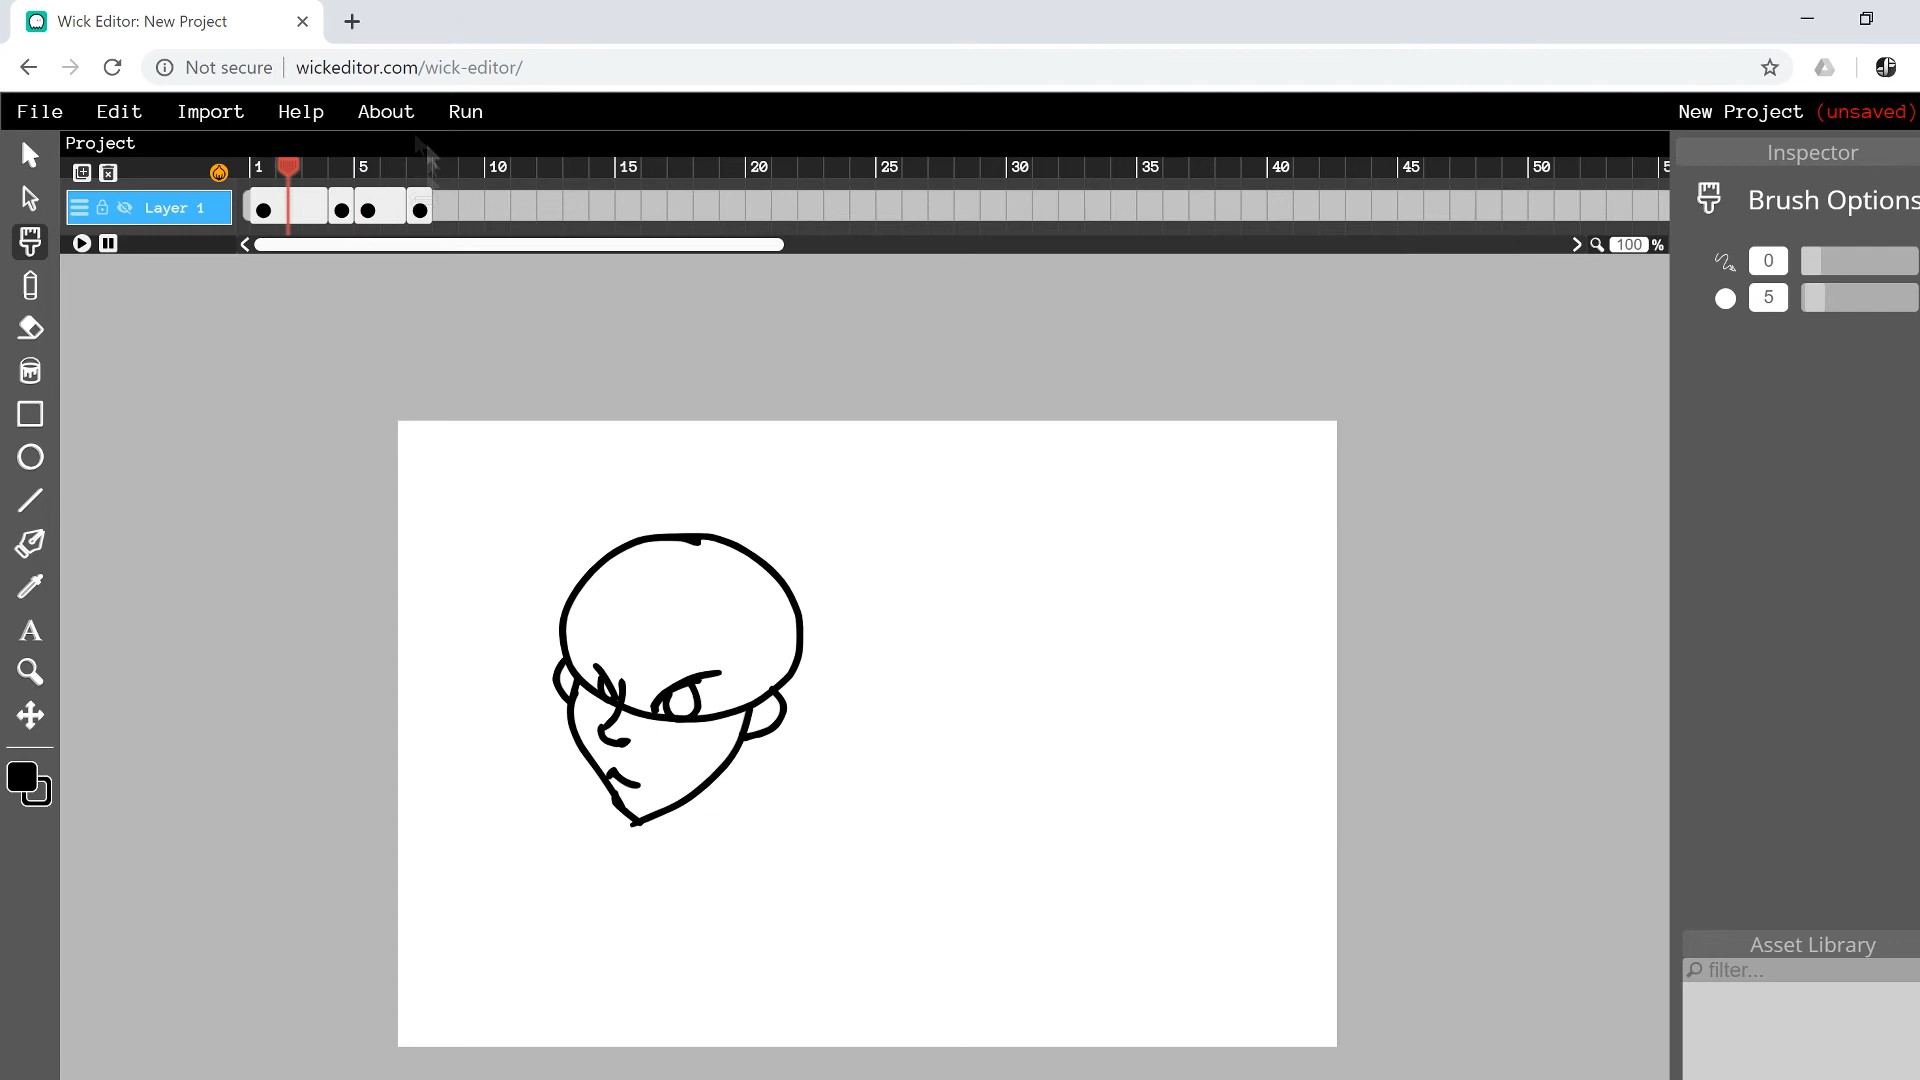 Wick Editor: New Project
Not secure wickeditor.com/wick-editor/
File Edit Import Help About Run New Project (unsaved)
Project Inspector
1 5 10 15 20 25 30 35 40 45 50 5
Brush Options
Layer 1
100 %
0
5
A
Asset Library
filter...